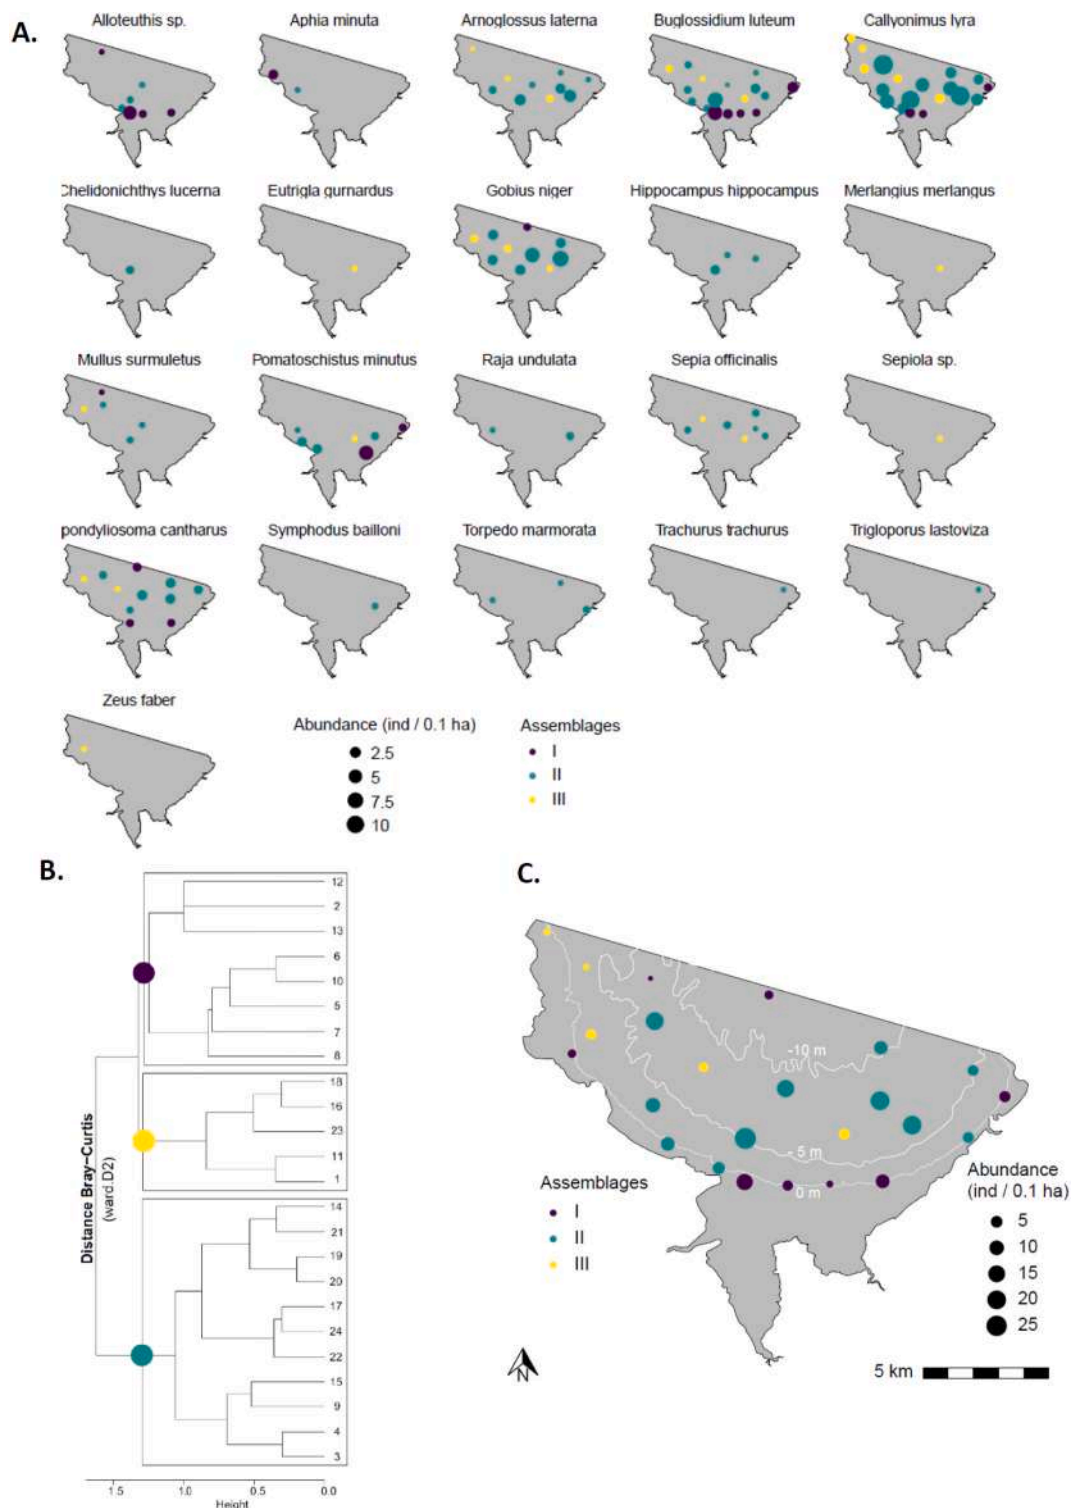 A.
Alloteuthis sp. Aphia minuta Arnoglossus laterna Buglossidium luteum Callyonimus lyra
Chelidonichthys lucerna Eutrigla gurnardus Gobius niger Hippocampus hippocampus Merlangius merlangus
Mullus surmuletus Pomatoschistus minutus Raja undulata Sepia officinalis Sepiola sp.
pondyliosoma cantharus Symphodus bailloni Torpedo marmorata Trachurus trachurus Trigloporus lastoviza
Zeus faber
Abundance (ind / 0.1 ha)
2.5
5
7.5
10
Assemblages
I
II
III
B.
12
2
13
6
10
5
7
8
18
16
23
11
1
14
21
19
20
17
24
22
15
9
4
3
Distance Bray–Curtis
(ward.D2)
1.5 1.0 0.5 0.0
Height
C.
-10 m
- 5 m
0 m
Assemblages
I
II
III
Abundance
(ind / 0.1 ha)
5
10
15
20
25
N
5 km